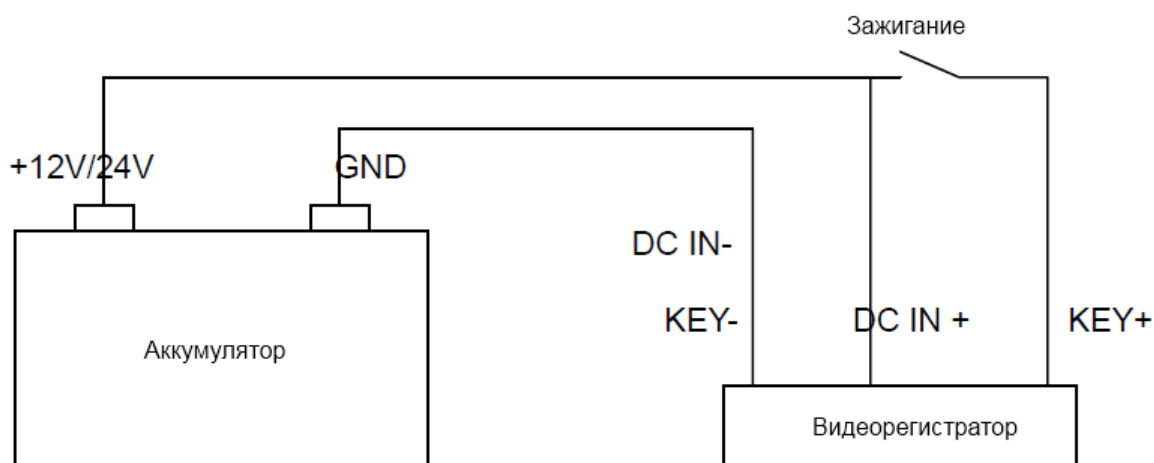 Зажигание
+12V/24V
GND
DC IN-
KEY-
DC IN +
KEY+
Аккумулятор
Видеорегистратор